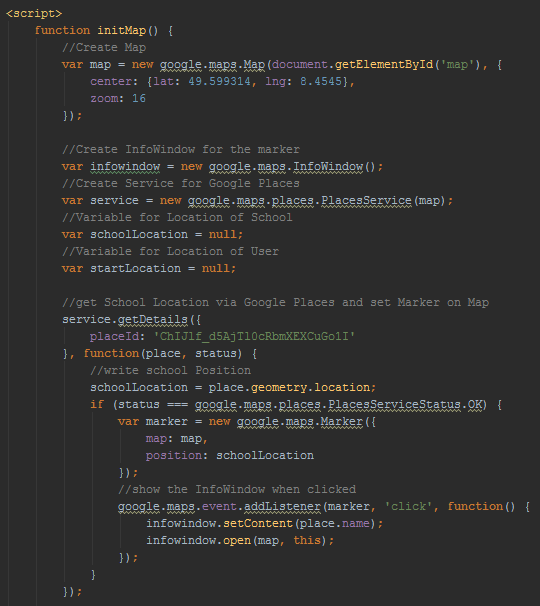 <script>
function initMap() {
//Create Map
var map = new google.maps.Map(document.getElementById('map'), {
center: {lat: 49.599314, lng: 8.4545},
zoom: 16
});
//Create InfoWindow for the marker
var infowindow = new google.maps.InfoWindow();
//Create Service for Google Places
var service = new google.maps.places.PlacesService(map);
//Variable for Location of School
var schoolLocation = null;
//Variable for Location of User
var startLocation = null;
//get School Location via Google Places and set Marker on Map
service.getDetails({
placeId: 'ChIJlf_d5AjTl0cRbmXEXCuGo1I'
}, function(place, status) {
//write school Position
schoolLocation = place.geometry.location;
if (status === google.maps.places.PlacesServiceStatus.OK) {
var marker = new google.maps.Marker({
map: map,
position: schoolLocation
});
//show the InfoWindow when clicked
google.maps.event.addListener(marker, 'click', function() {
infowindow.setContent(place.name);
infowindow.open(map, this);
});
}
});